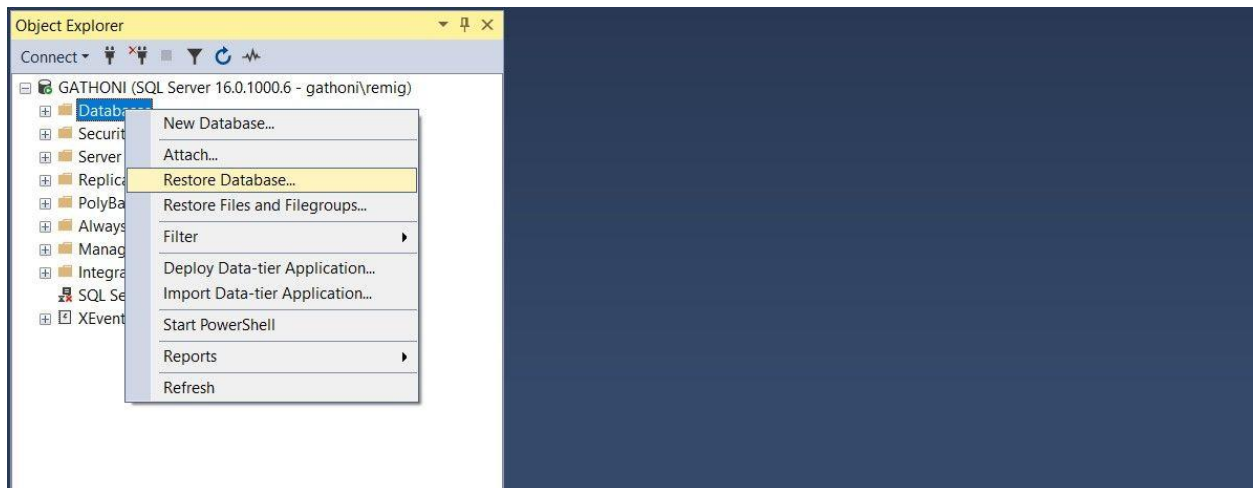 Object Explorer
Connect
GATHONI (SQL Server 16.0.1000.6 - gathoni\remig)
Databases
Securit
Server
Replica
PolyBa
Always
Manag
Integra
SQL Se
XEvent
New Database...
Attach...
Restore Database...
Restore Files and Filegroups...
Filter
Deploy Data-tier Application...
Import Data-tier Application...
Start PowerShell
Reports
Refresh